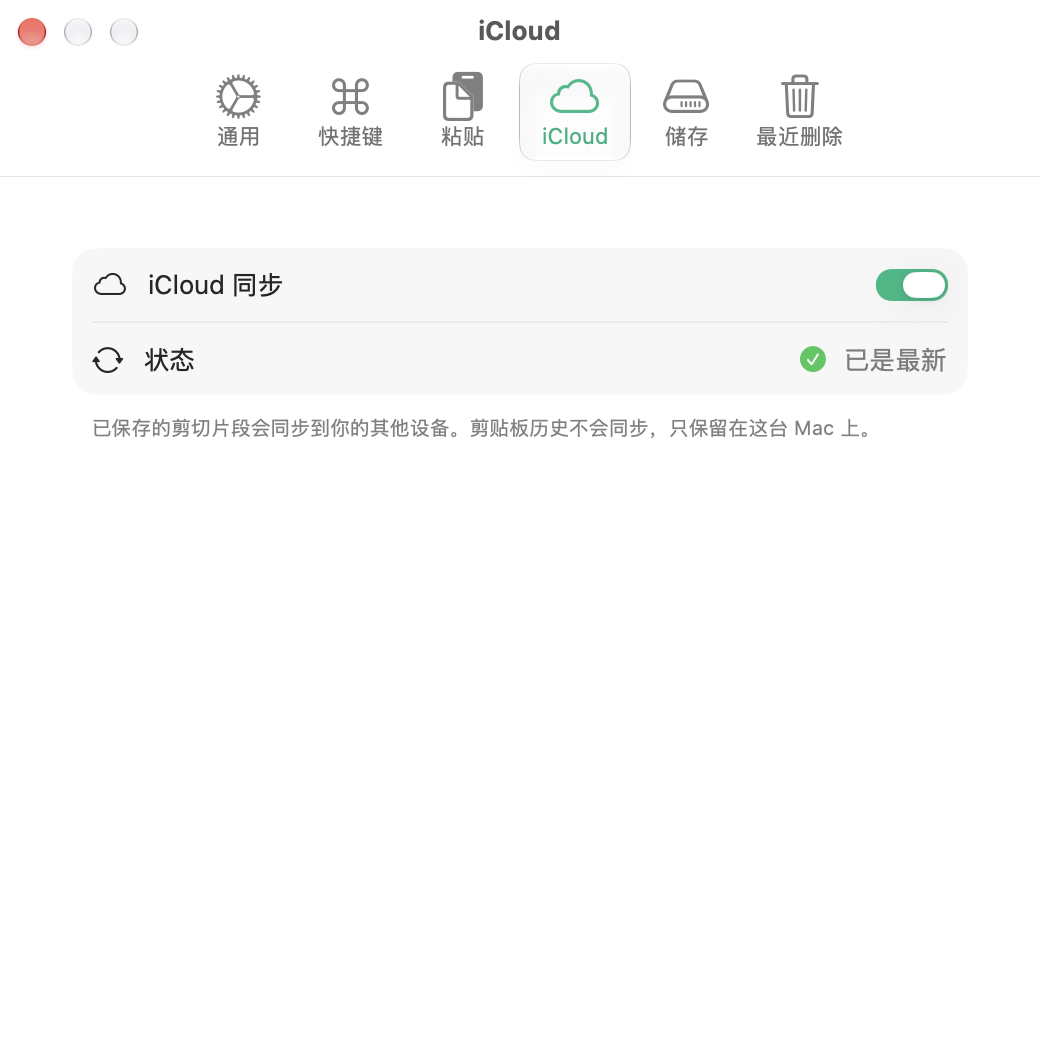 iCloud
通用
快捷键
粘贴
iCloud
储存
最近删除
iCloud 同步
状态
已是最新
已保存的剪切片段会同步到你的其他设备。剪贴板历史不会同步，只保留在这台 Mac 上。